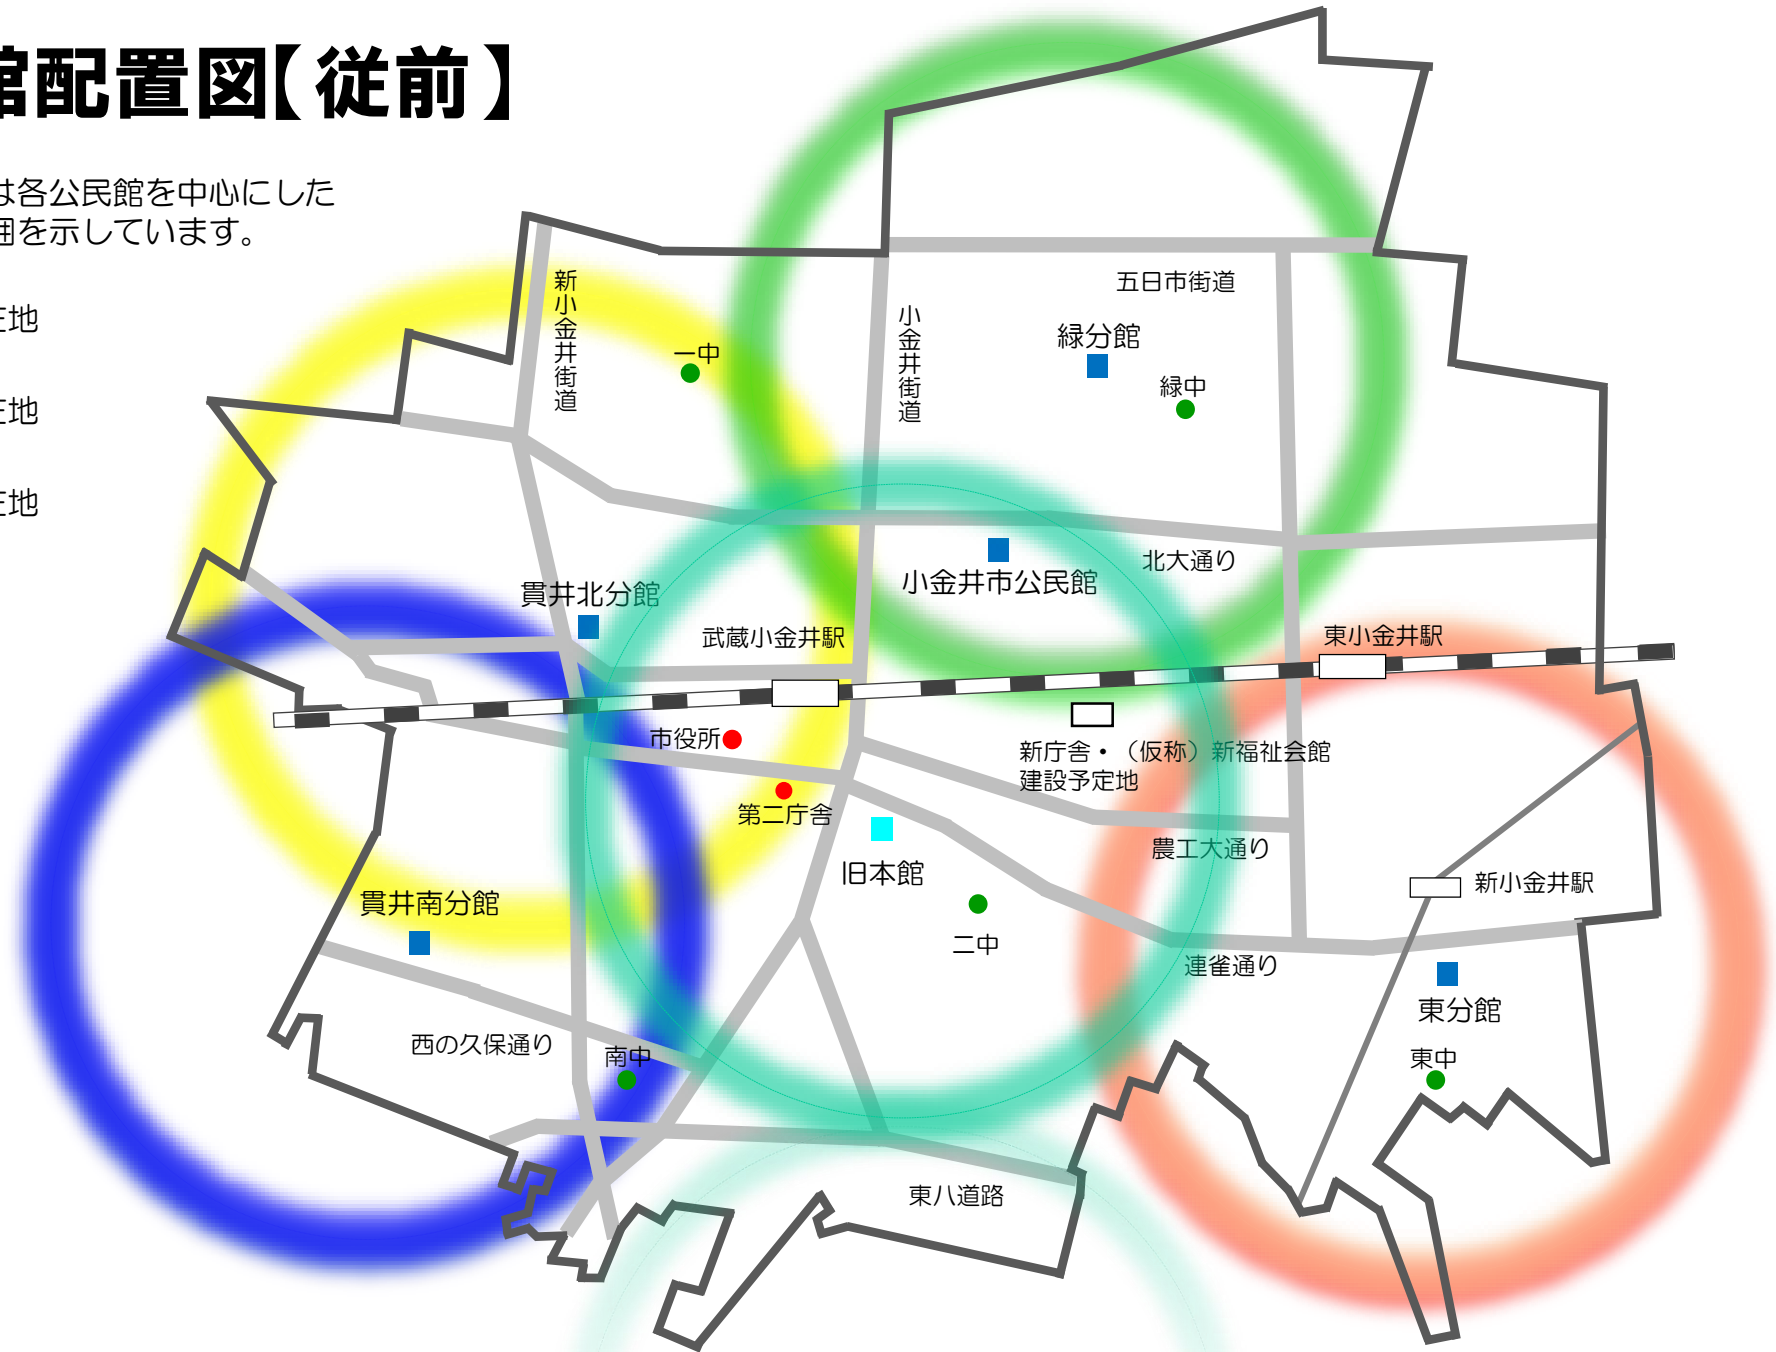 館配置図【従前】
は各公民館を中心にした
囲を示しています。
在地
在地
在地
新小金井街道
一中
小金井街道
五日市街道
緑分館
緑中
貫井北分館
武蔵小金井駅
小金井市公民館
北大通り
東小金井駅
市役所
新庁舎・（仮称）新福祉会館
建設予定地
第二庁舎
旧本館
農工大通り
新小金井駅
貫井南分館
二中
連雀通り
東分館
西の久保通り
南中
東中
東八道路